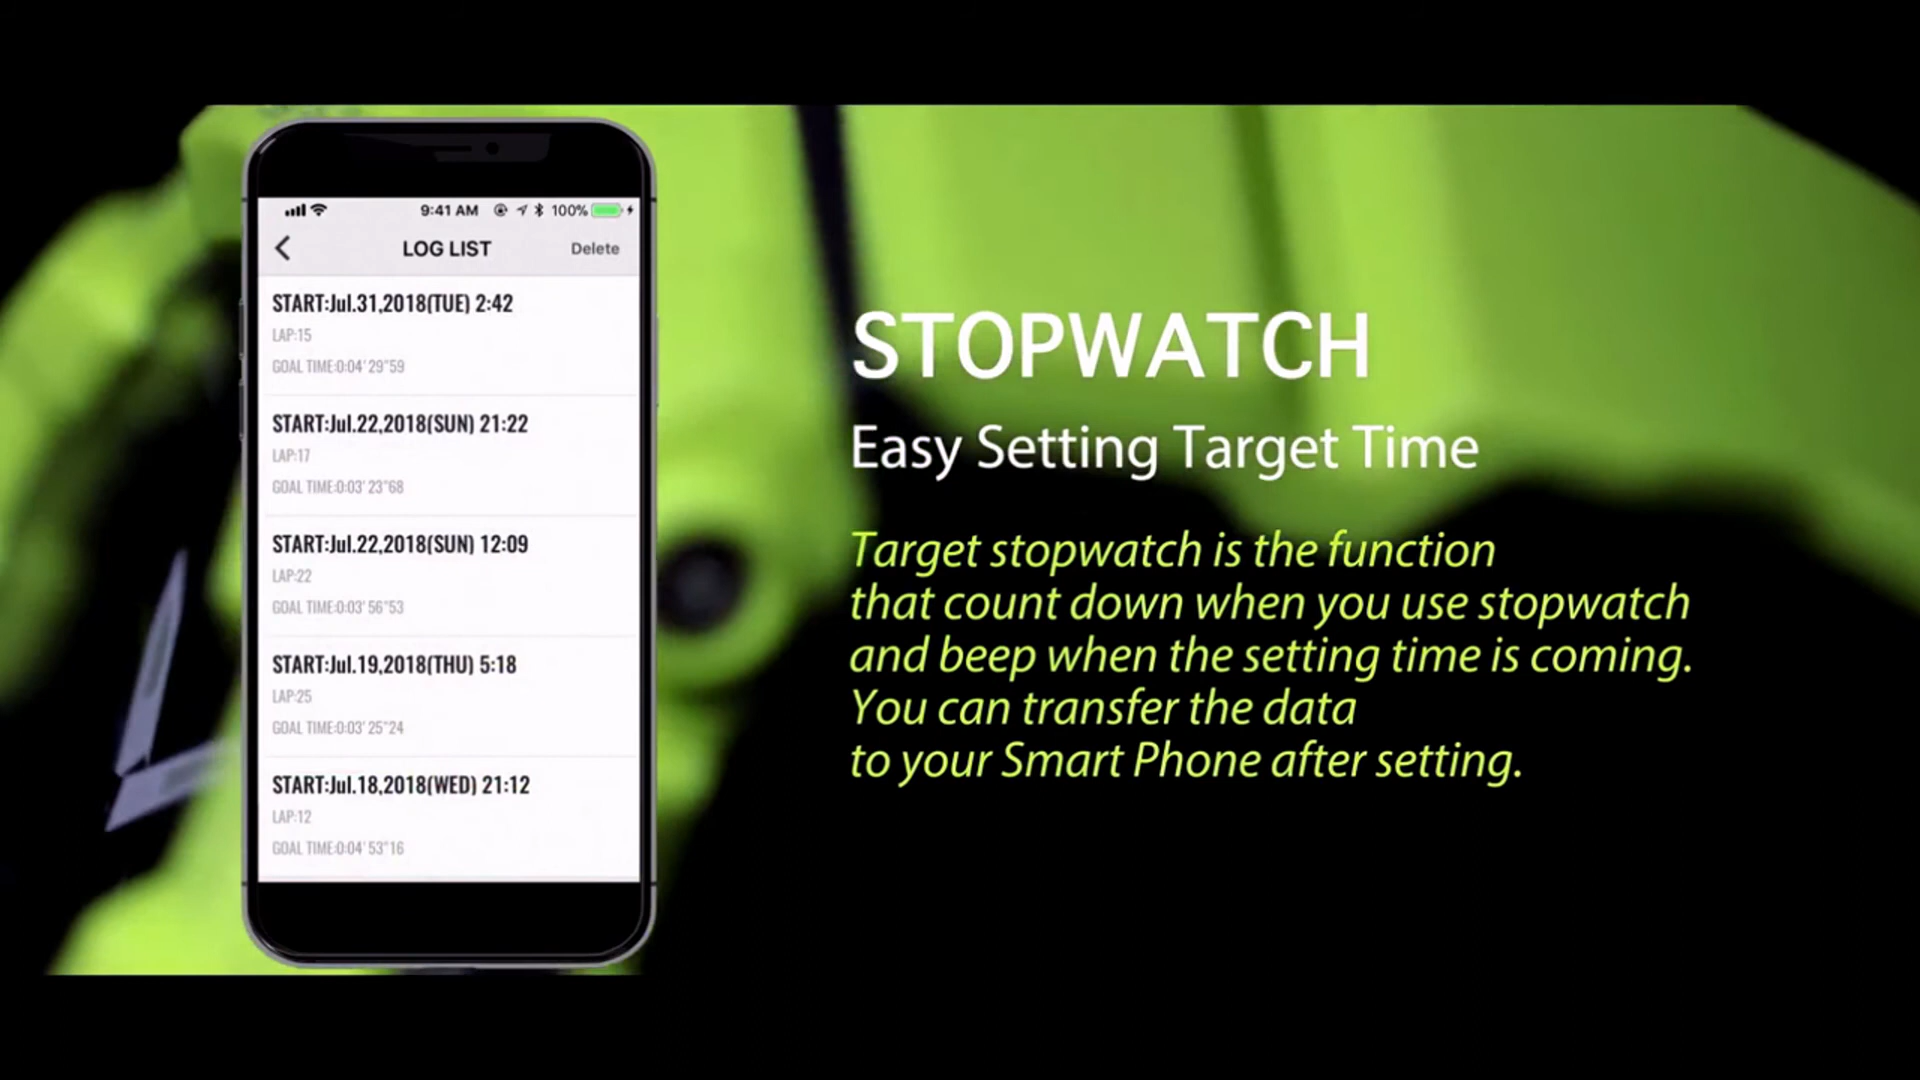 9:41 AM 100%
LOG LIST Delete
START:Jul.31,2018(TUE) 2:42
LAP:15
GOAL TIME:0:04'29"59
START:Jul.22,2018(SUN) 21:22
LAP:17
GOAL TIME:0:03'23"68
START:Jul.22,2018(SUN) 12:09
LAP:22
GOAL TIME:0:03'56"53
START:Jul.19,2018(THU) 5:18
LAP:25
GOAL TIME:0:03'25"24
START:Jul.18,2018(WED) 21:12
LAP:12
GOAL TIME:0:04'53"16
STOPWATCH
Easy Setting Target Time
Target stopwatch is the function
that count down when you use stopwatch
and beep when the setting time is coming.
You can transfer the data
to your Smart Phone after setting.